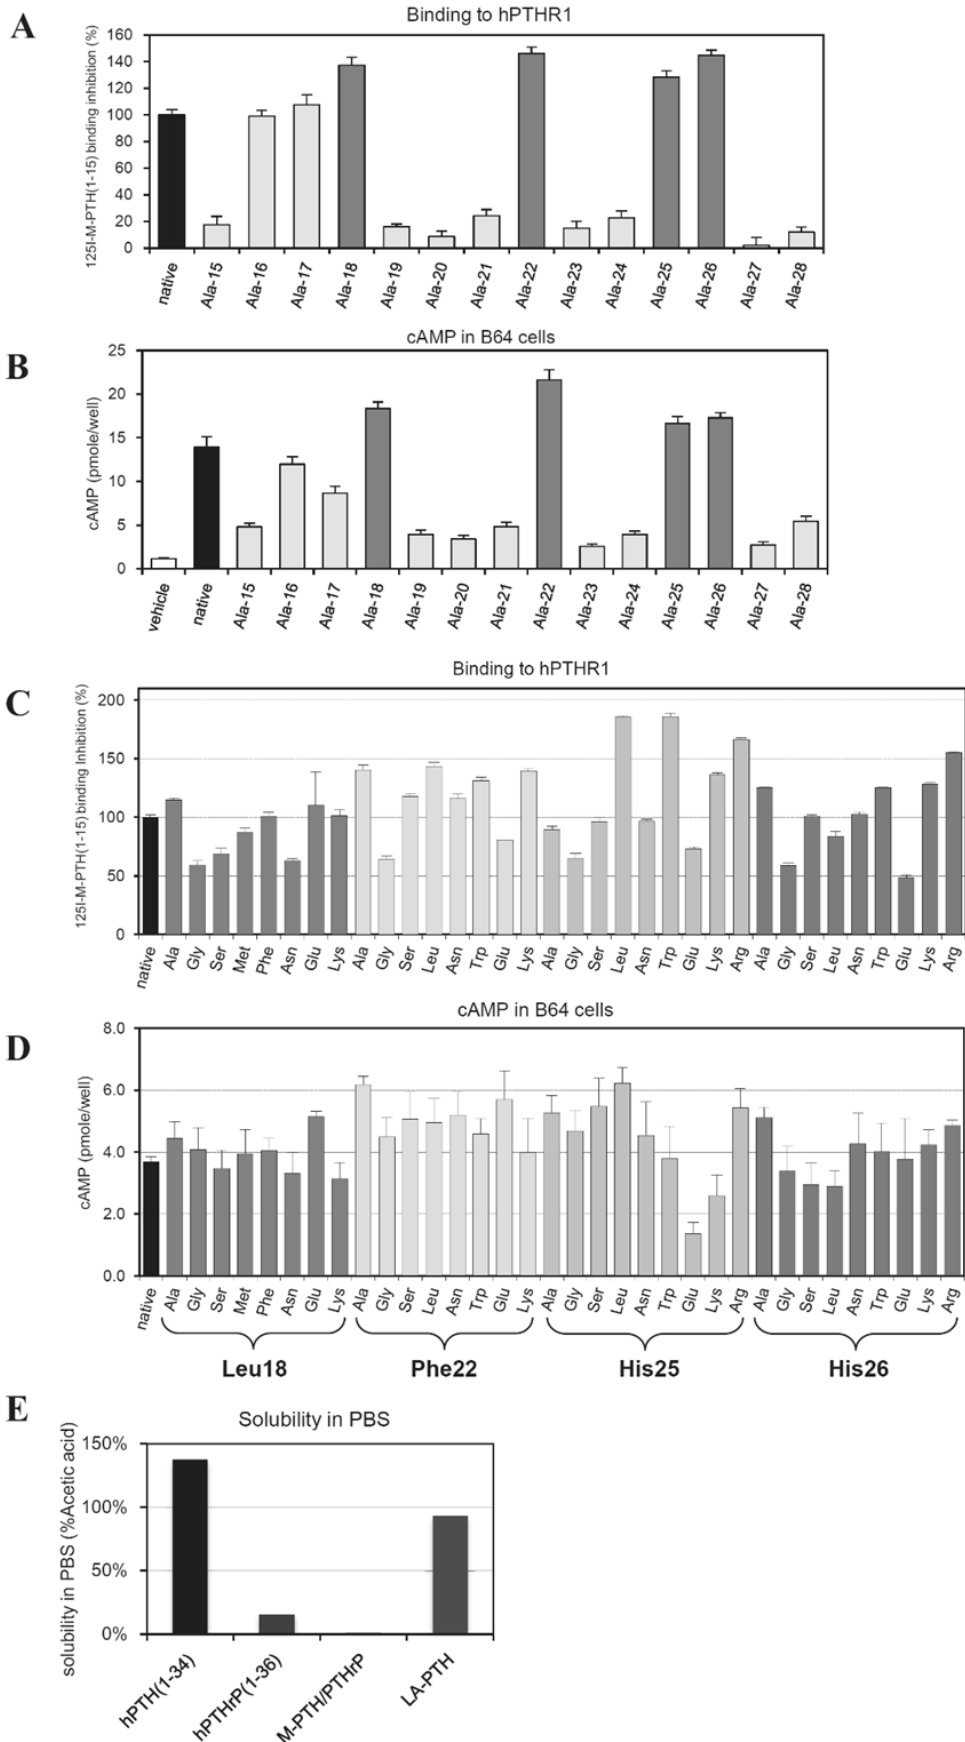 A
Binding to hPTHR1
125I-M-PTH(1-15) binding inhibition (%)
160
140
120
100
80
60
40
20
0
native Ala-15 Ala-16 Ala-17 Ala-18 Ala-19 Ala-20 Ala-21 Ala-22 Ala-23 Ala-24 Ala-25 Ala-26 Ala-27 Ala-28
B
cAMP in B64 cells
cAMP (pmole/well)
25
20
15
10
5
0
vehicle native Ala-15 Ala-16 Ala-17 Ala-18 Ala-19 Ala-20 Ala-21 Ala-22 Ala-23 Ala-24 Ala-25 Ala-26 Ala-27 Ala-28
C
Binding to hPTHR1
125I-M-PTH(1-15) binding Inhibition (%)
200
150
100
50
0
native Ala Gly Ser Met Phe Asn Glu Lys Ala Gly Ser Leu Asn Trp Glu Lys Ala Gly Ser Leu Asn Trp Glu Lys Arg Ala Gly Ser Leu Asn Trp Glu Lys Arg
D
cAMP in B64 cells
cAMP (pmole/well)
8.0
6.0
4.0
2.0
0.0
native Ala Gly Ser Met Phe Asn Glu Lys Ala Gly Ser Leu Asn Trp Glu Lys Ala Gly Ser Leu Asn Trp Glu Lys Arg Ala Gly Ser Leu Asn Trp Glu Lys Arg
Leu18 Phe22 His25 His26
E
Solubility in PBS
solubility in PBS (%Acetic acid)
150%
100%
50%
0%
hPTH(1-34) hPTHrP(1-36) M-PTH/PTHrP LA-PTH